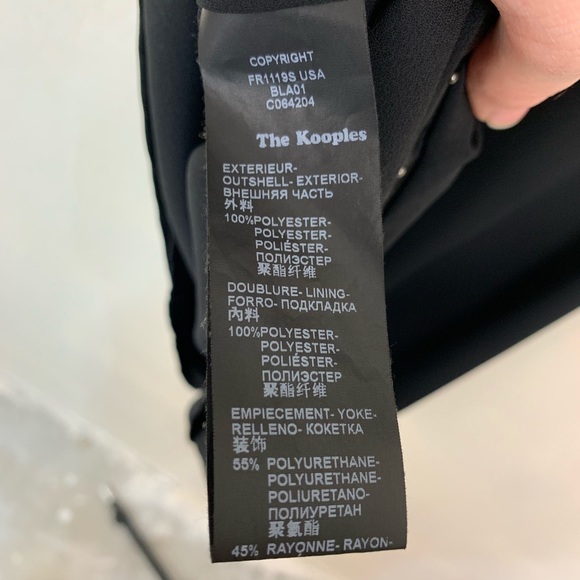 COPYRIGHT
FR1119S USA
BLA01
C064204
The Kooples
EXTERIEUR-
OUTSHELL- EXTERIOR-
ВНЕШНЯЯ ЧАСТЬ
外料
100%POLYESTER-
POLYESTER-
POLIÉSTER-
ПОЛИЭСТЕР
聚酯纤维
DOUBLURE- LINING-
FORRO- ПОДКЛАДКА
內料
100%POLYESTER-
POLYESTER-
POLIÉSTER-
ПОЛИЭСТЕР
聚酯纤维
EMPIECEMENT- YOKE-
RELLENO- КОКЕТКА
装饰
55% POLYURETHANE-
POLYURETHANE-
POLIURETANO-
ПОЛИУРЕТАН
聚氨酯
45% RAYONNE- RAYON-